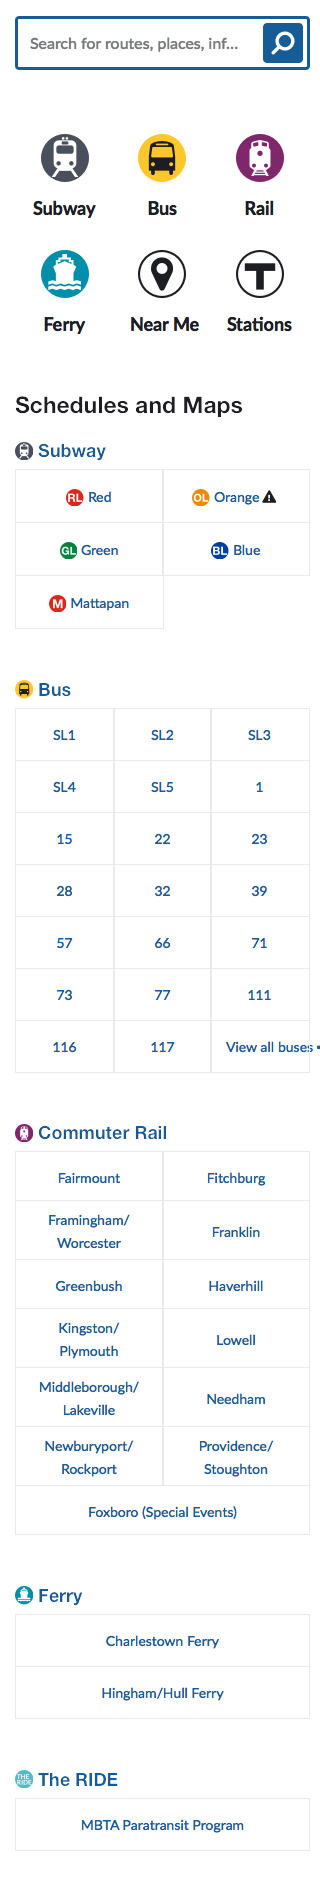 Search for routes, places, inf...
Subway
Bus
Rail
Ferry
Near Me
T
Stations
Schedules and Maps
Subway
RL Red
OL Orange
GL Green
BL Blue
M Mattapan
Bus
SL1
SL2
SL3
SL4
SL5
1
15
22
23
28
32
39
57
66
71
73
77
111
116
117
View all buses
Commuter Rail
Fairmount
Fitchburg
Framingham/
Worcester
Franklin
Greenbush
Haverhill
Kingston/
Plymouth
Lowell
Middleborough/
Lakeville
Needham
Newburyport/
Rockport
Providence/
Stoughton
Foxboro (Special Events)
Ferry
Charlestown Ferry
Hingham/Hull Ferry
THE
RIDE
The RIDE
MBTA Paratransit Program